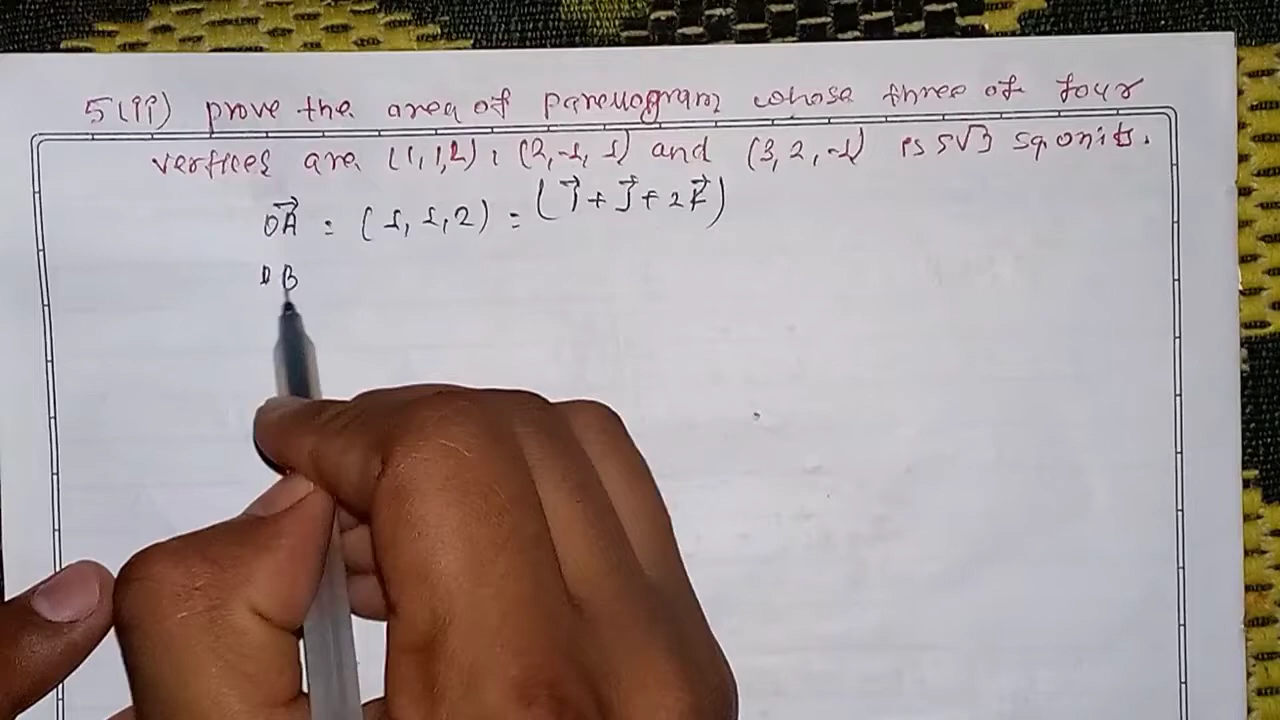 5(ii) prove the area of parellogram whose three of four
vertices are (1,1,2), (2,-1,1) and (3,2,-1) is 5√3 sq.units.
OA⃗ = (1,1,2) = (i⃗ + j⃗ + 2k⃗)
OB